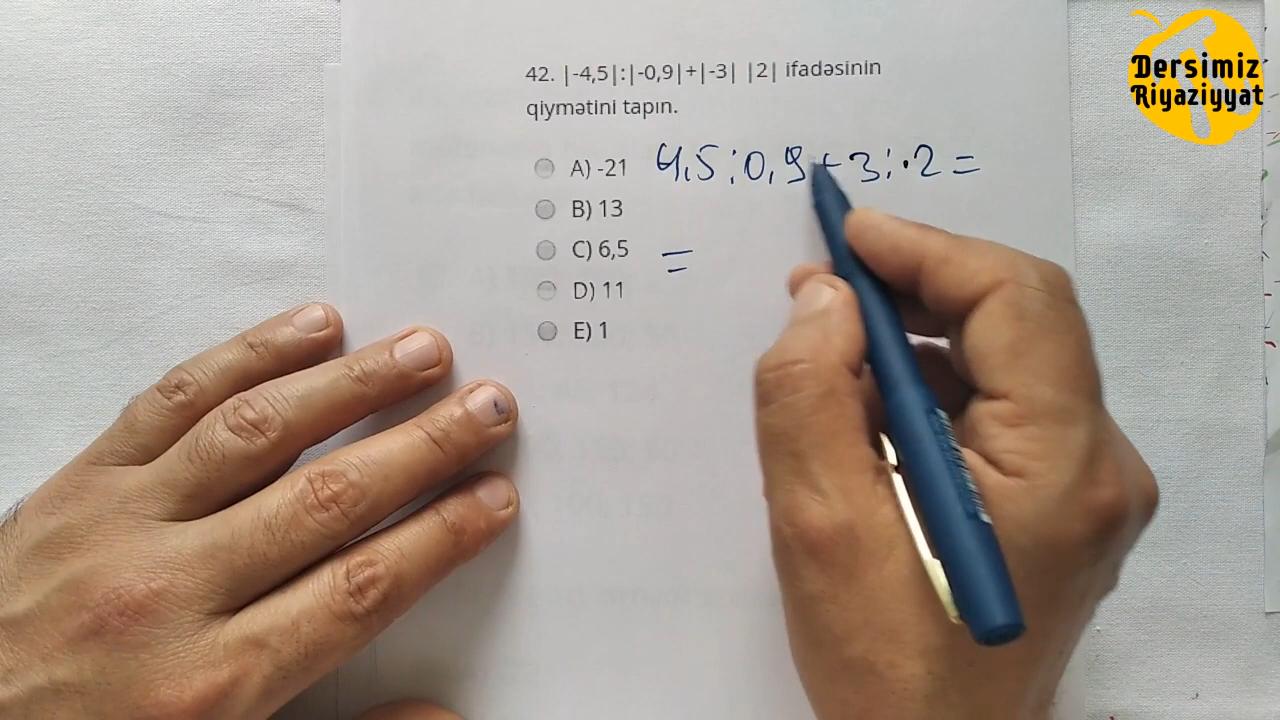 Dersimiz
Riyaziyyat
42. |-4,5|:|-0,9|+|-3| |2| ifadəsinin
qiymətini tapın.
A) -21
4,5:0,9+3:·2=
B) 13
C) 6,5
=
D) 11
E) 1